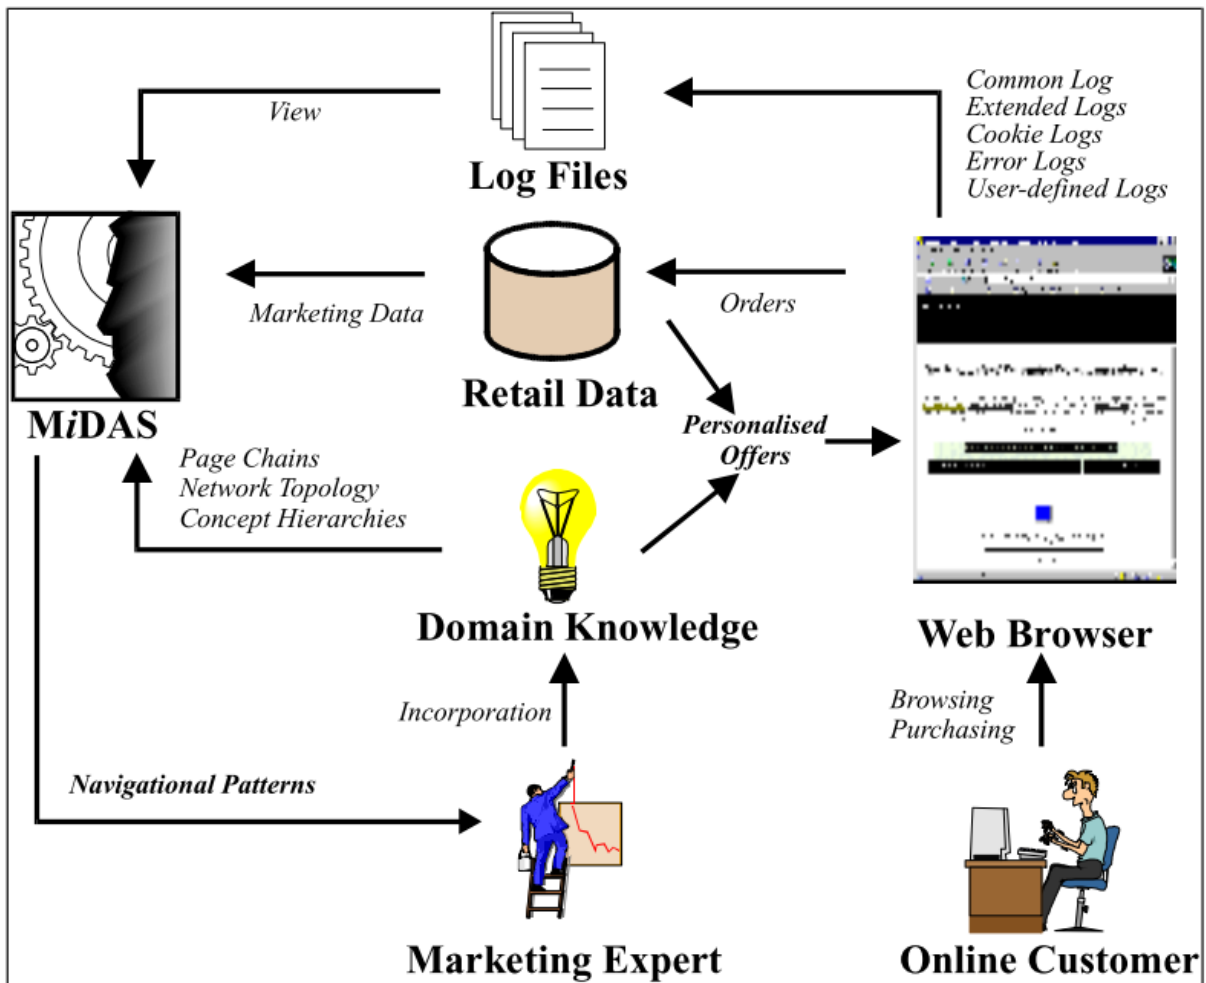 Common Log
Extended Logs
Cookie Logs
Error Logs
User-defined Logs
View
Log Files
Marketing Data
Orders
Retail Data
MiDAS
Personalised
Offers
Page Chains
Network Topology
Concept Hierarchies
Domain Knowledge
Web Browser
Incorporation
Browsing
Purchasing
Navigational Patterns
Marketing Expert
Online Customer